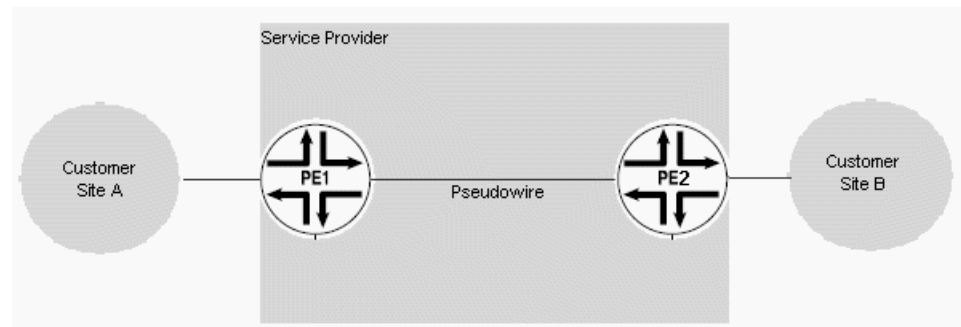 Service Provider
Customer
Site A
PE1
Pseudowire
PE2
Customer
Site B